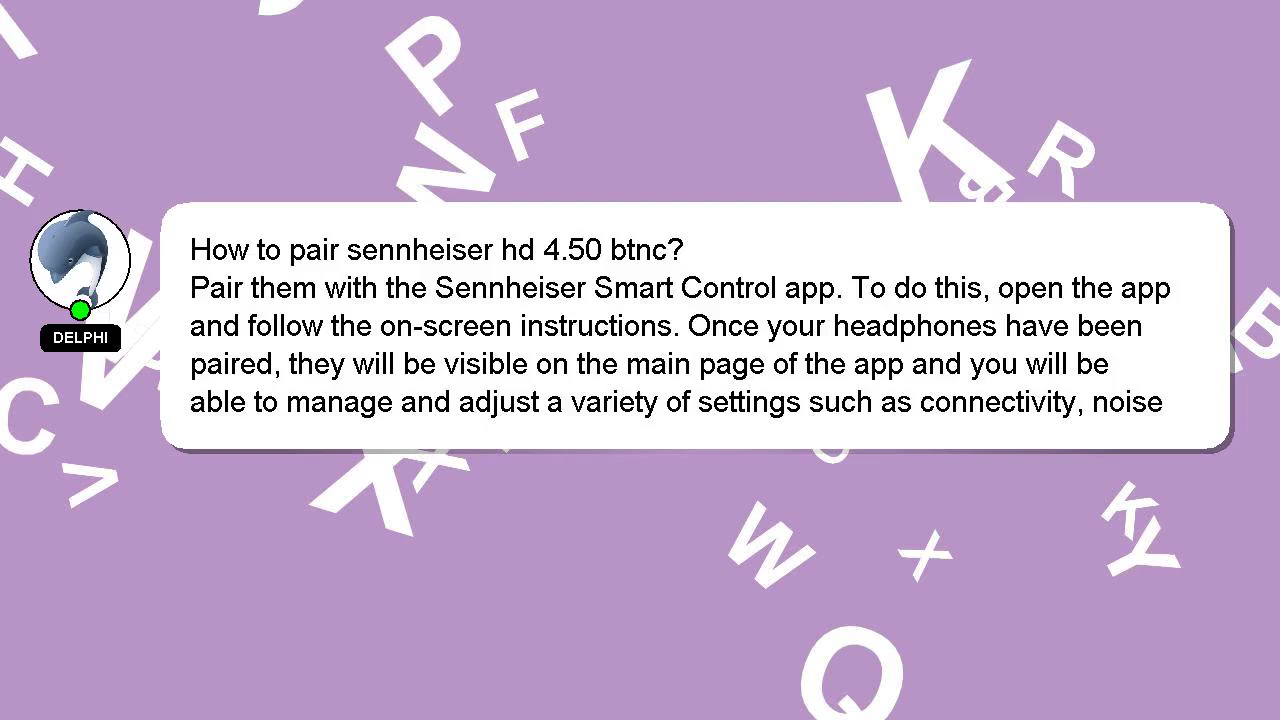 How to pair sennheiser hd 4.50 btnc?
Pair them with the Sennheiser Smart Control app. To do this, open the app
and follow the on-screen instructions. Once your headphones have been
paired, they will be visible on the main page of the app and you will be
able to manage and adjust a variety of settings such as connectivity, noise
DELPHI
P
F
N
K
R
H
B
C
V
X
X
W
X
K
Y
Q